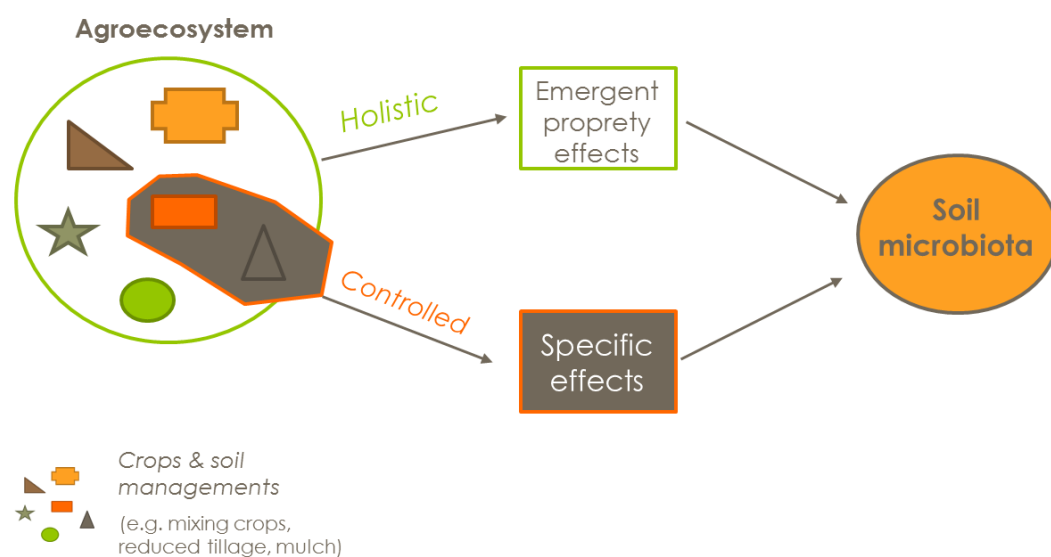 Agroecosystem
Holistic
Emergent
proprety
effects
Soil
microbiota
Controlled
Specific
effects
Crops & soil
managements
(e.g. mixing crops,
reduced tillage, mulch)